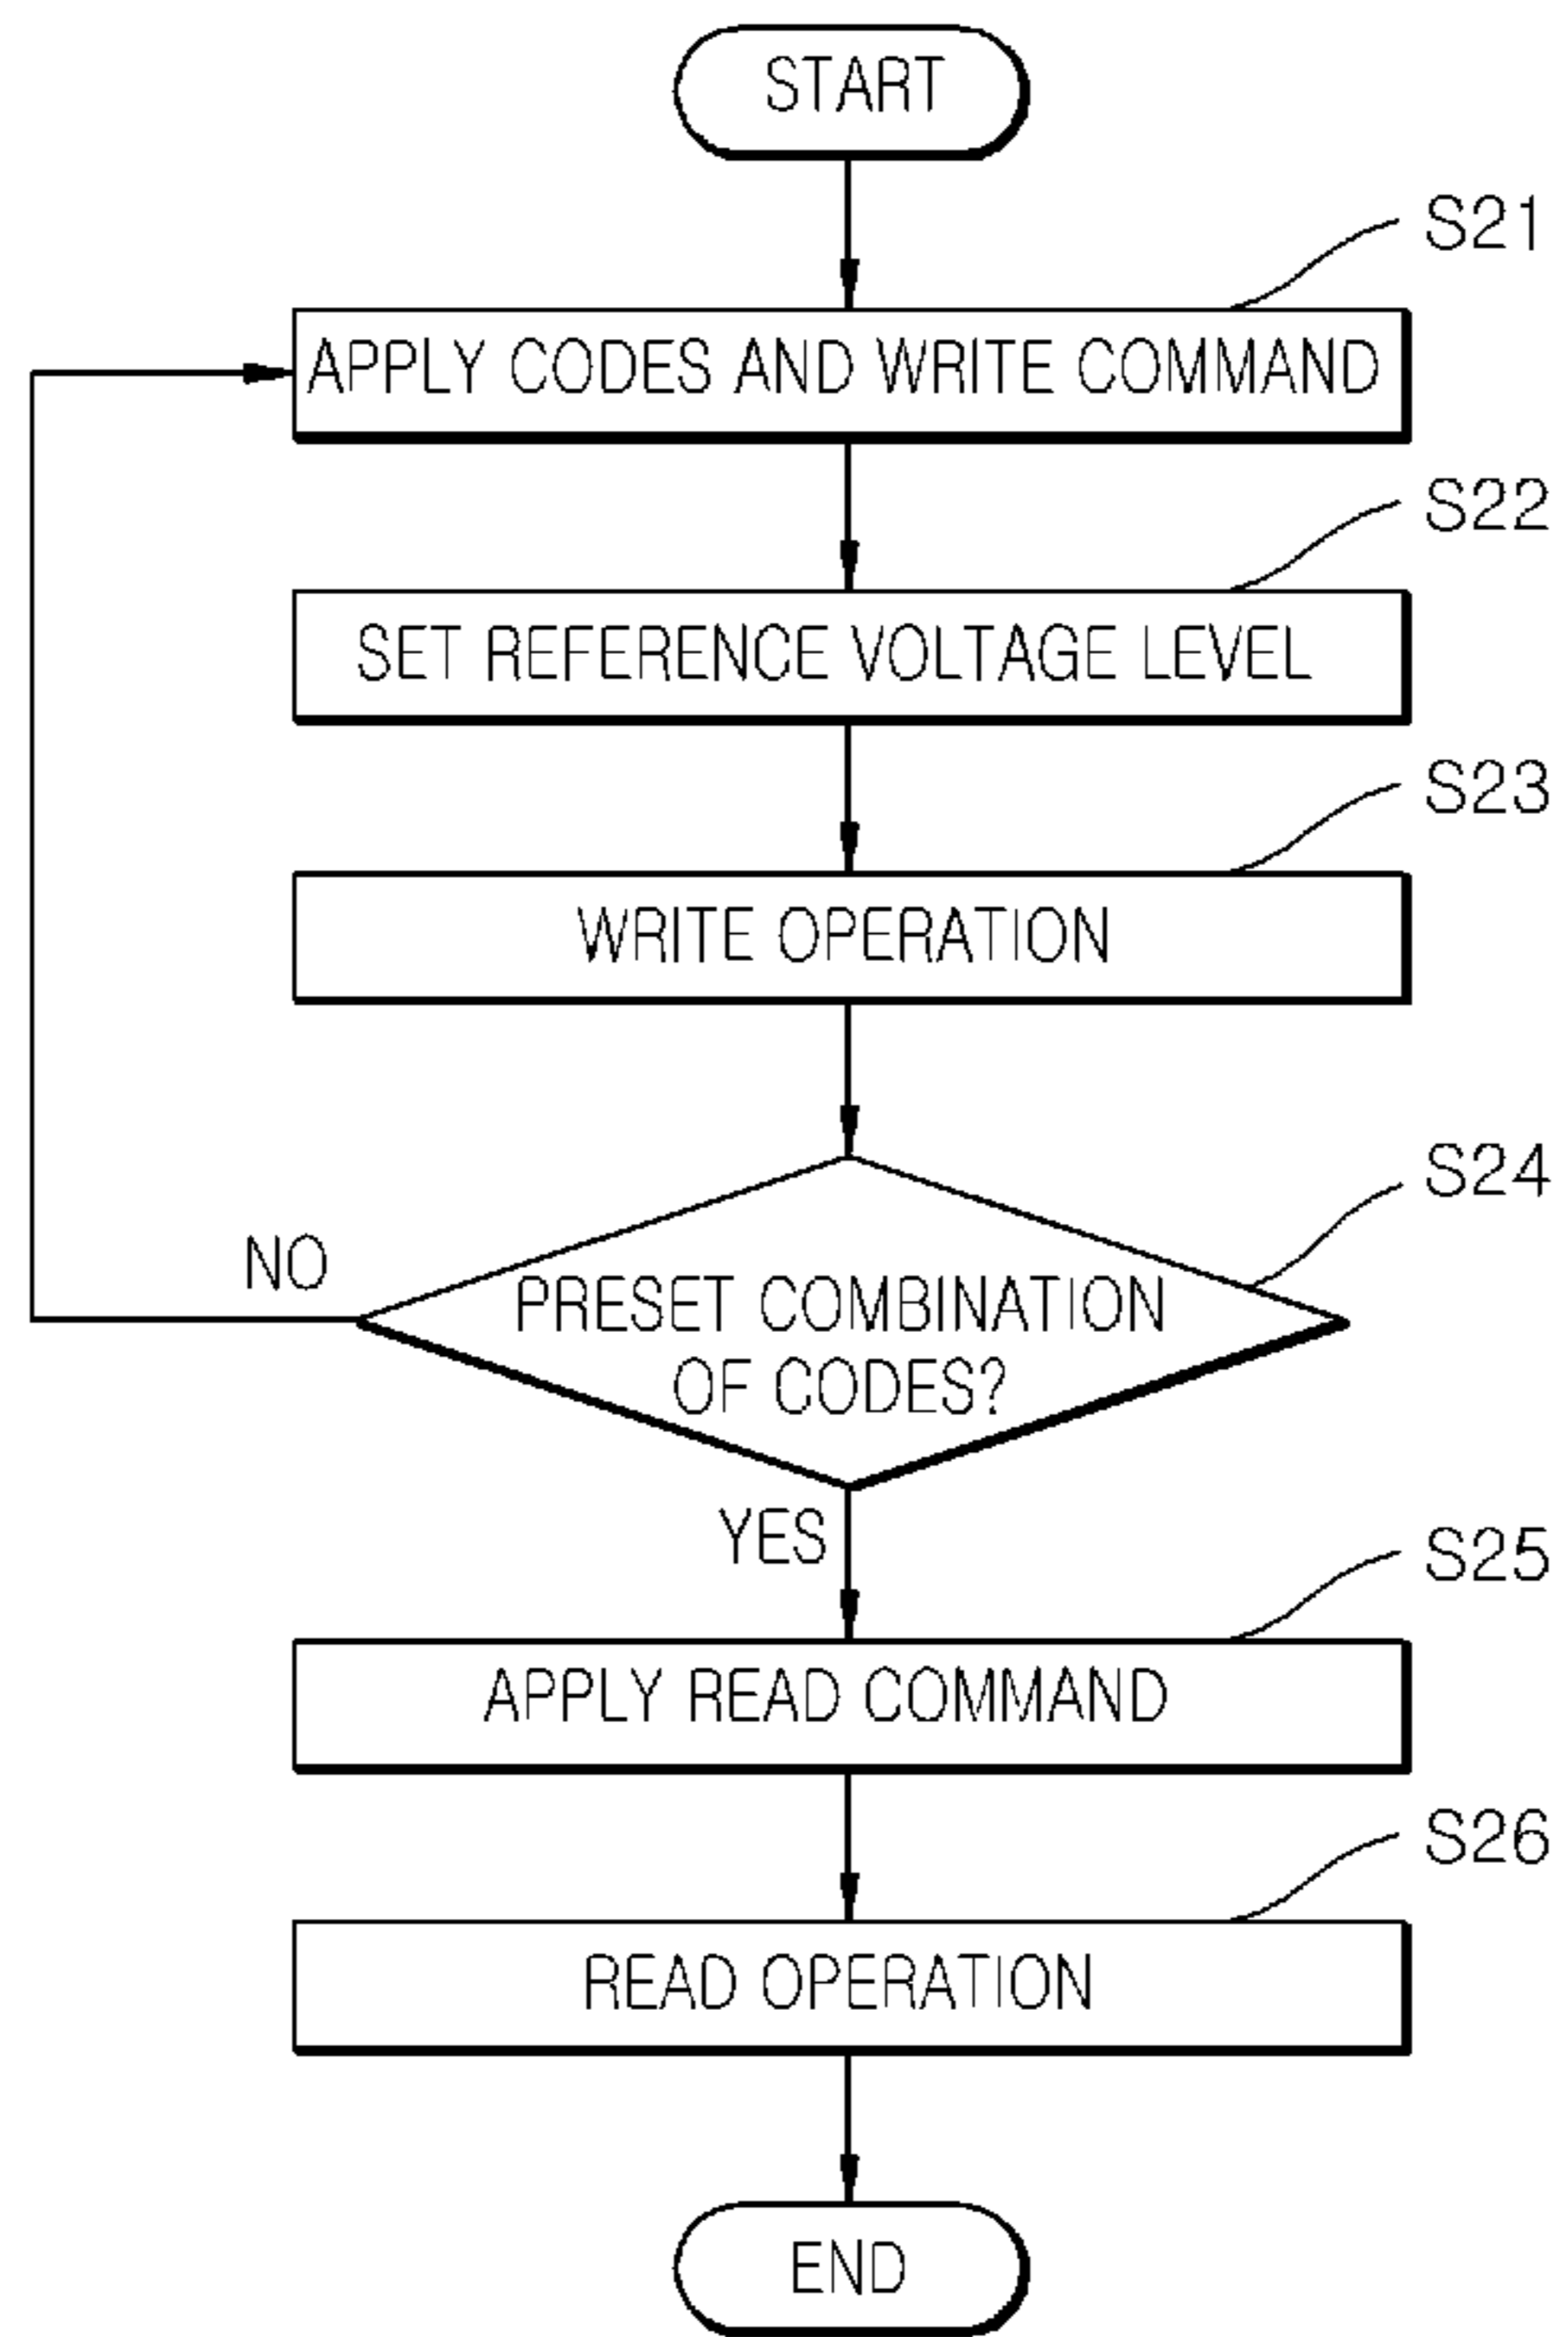 START
S21
APPLY CODES AND WRITE COMMAND
S22
SET REFERENCE VOLTAGE LEVEL
S23
WRITE OPERATION
S24
NO
PRESET COMBINATION
OF CODES?
YES
S25
APPLY READ COMMAND
S26
READ OPERATION
END